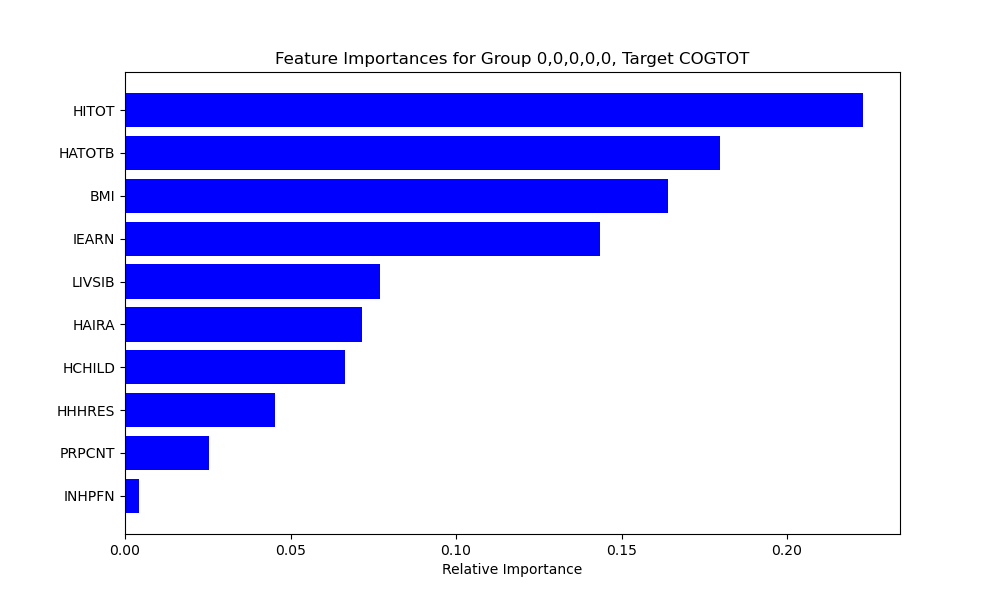 Feature Importances for Group 0,0,0,0,0, Target COGTOT
HITOT
HATOTB
BMI
IEARN
LIVSIB
HAIRA
HCHILD
HHHRES
PRPCNT
INHPFN
0.00 0.05 0.10 0.15 0.20
Relative Importance